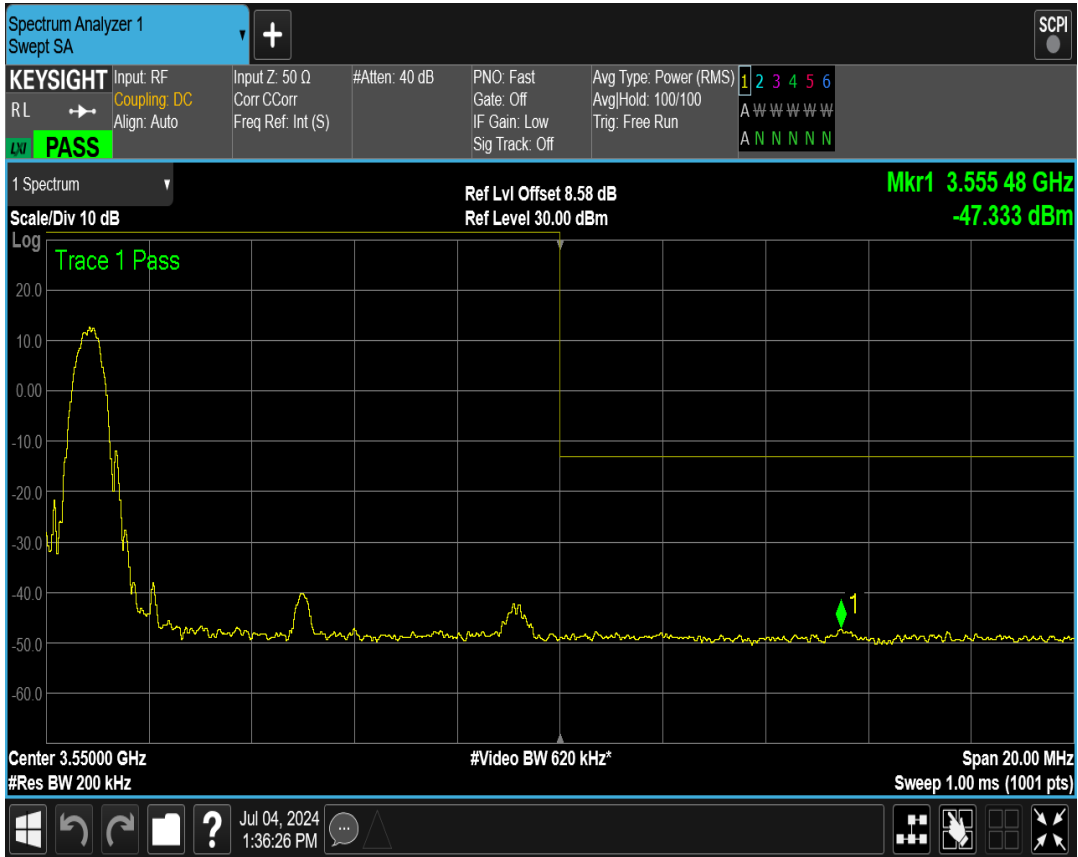 Spectrum Analyzer 1
Swept SA
+
SCPI
KEYSIGHT
R L
LXI PASS
Input: RF
Coupling: DC
Align: Auto
Input Z: 50 Ω
Corr CCorr
Freq Ref: Int (S)
#Atten: 40 dB
PNO: Fast
Gate: Off
IF Gain: Low
Sig Track: Off
Avg Type: Power (RMS)
Avg|Hold: 100/100
Trig: Free Run
1 2 3 4 5 6
A W W W W W
A N N N N N
1 Spectrum
Scale/Div 10 dB
Ref Lvl Offset 8.58 dB
Ref Level 30.00 dBm
Mkr1 3.555 48 GHz
-47.333 dBm
Log
Trace 1 Pass
20.0
10.0
0.00
-10.0
-20.0
-30.0
-40.0
1
-50.0
-60.0
Center 3.55000 GHz
#Video BW 620 kHz*
Span 20.00 MHz
#Res BW 200 kHz
Sweep 1.00 ms (1001 pts)
?
Jul 04, 2024
1:36:26 PM